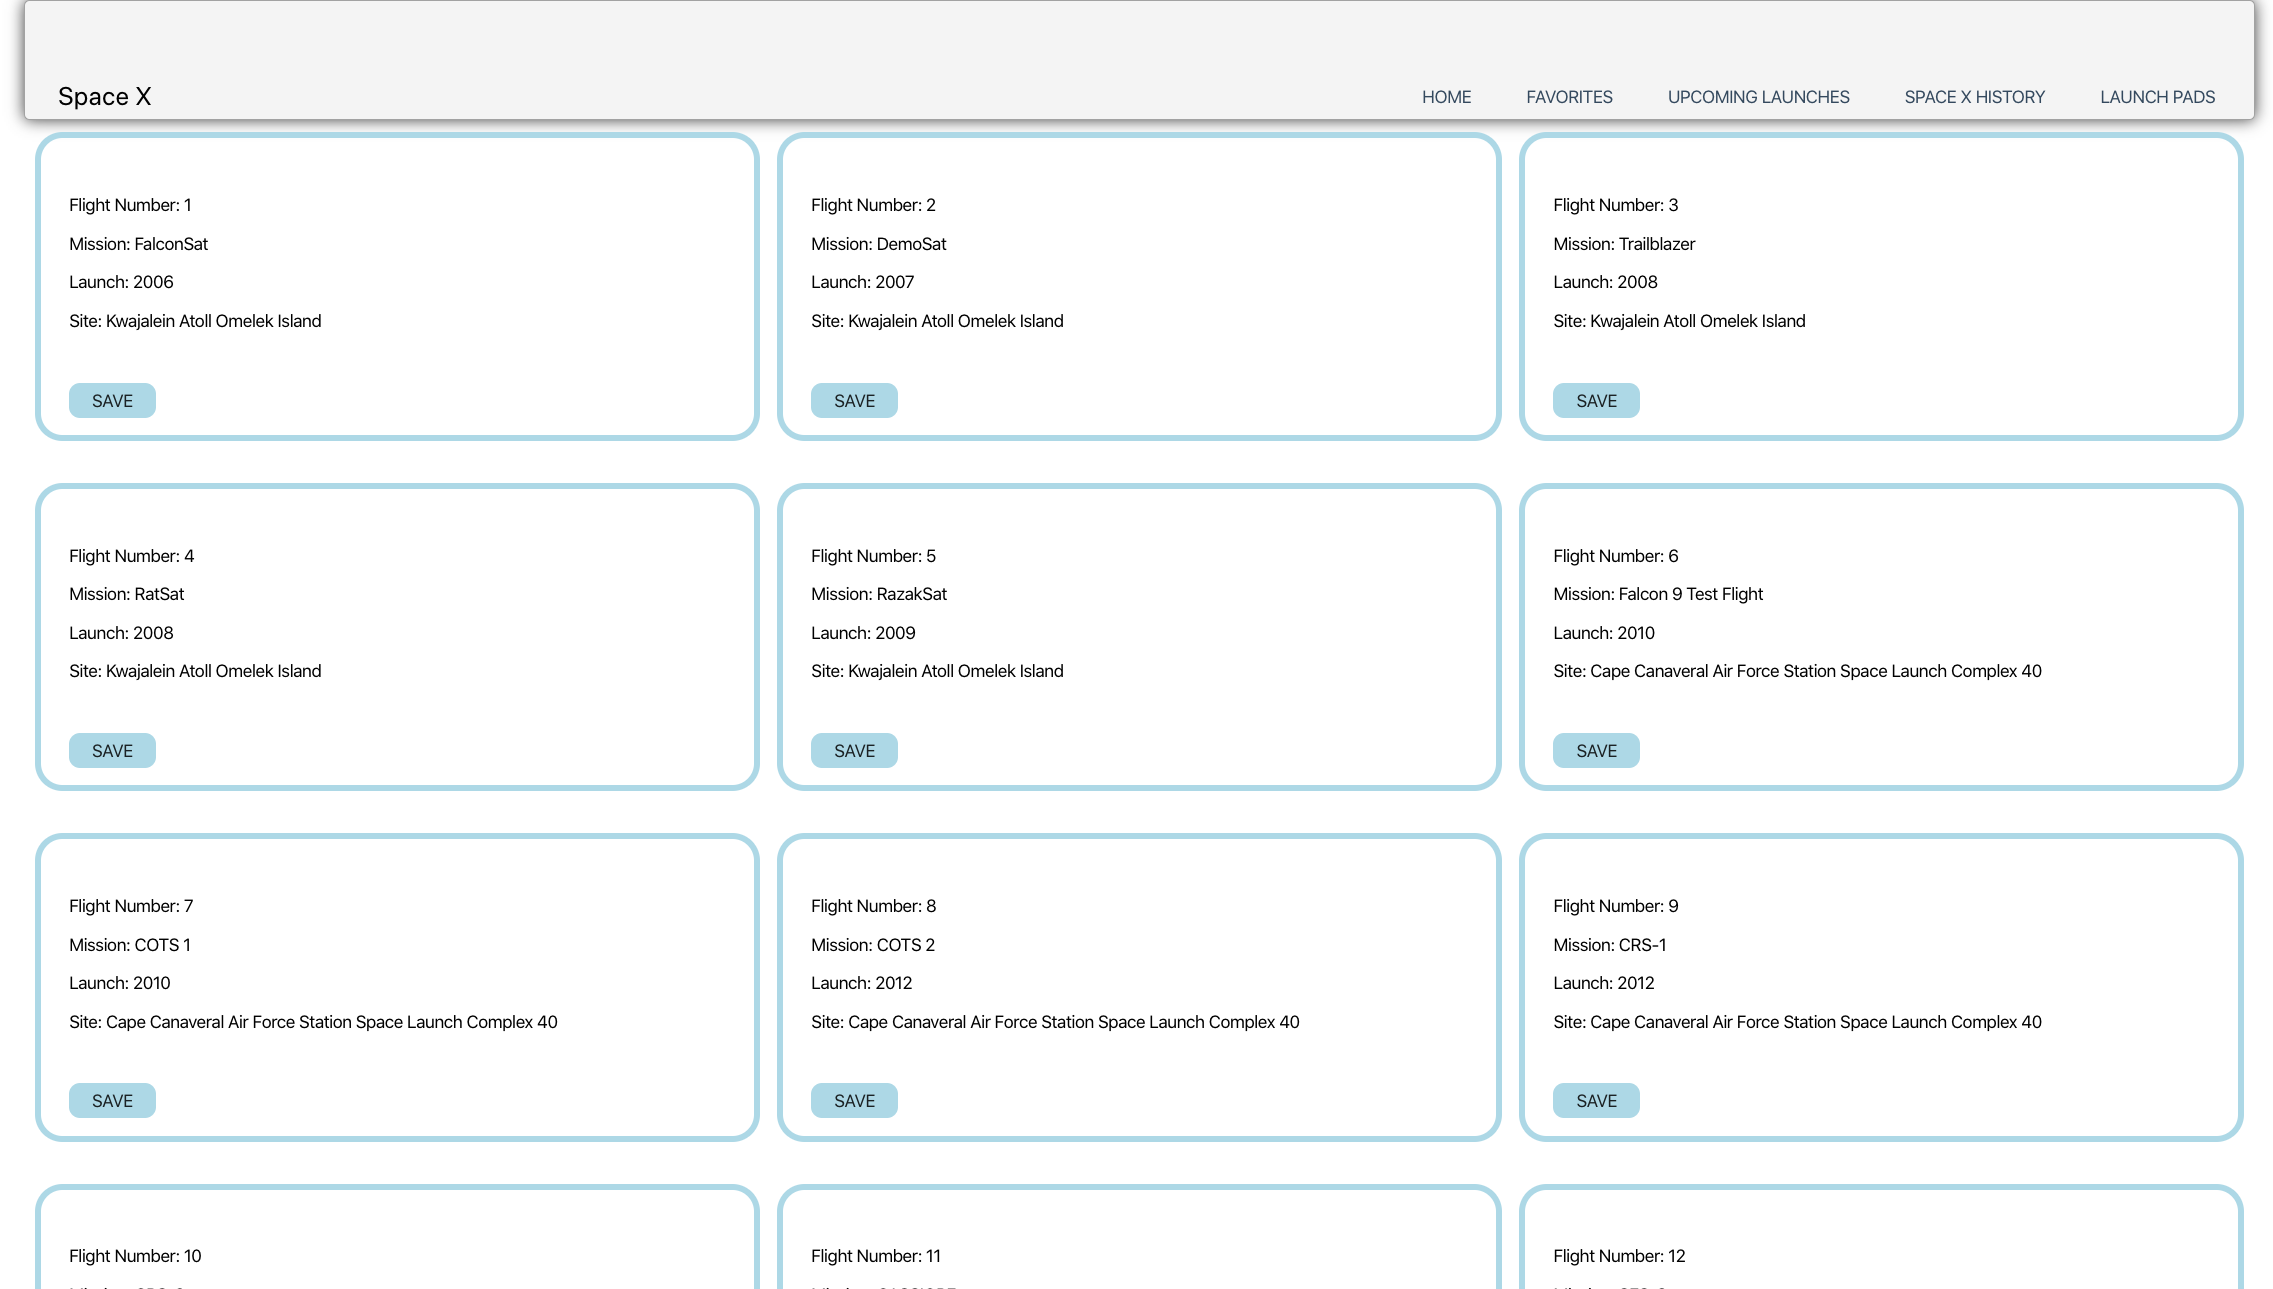 Space X
HOME
FAVORITES
UPCOMING LAUNCHES
SPACE X HISTORY
LAUNCH PADS
Flight Number: 1
Mission: FalconSat
Launch: 2006
Site: Kwajalein Atoll Omelek Island
SAVE
Flight Number: 2
Mission: DemoSat
Launch: 2007
Site: Kwajalein Atoll Omelek Island
SAVE
Flight Number: 3
Mission: Trailblazer
Launch: 2008
Site: Kwajalein Atoll Omelek Island
SAVE
Flight Number: 4
Mission: RatSat
Launch: 2008
Site: Kwajalein Atoll Omelek Island
SAVE
Flight Number: 5
Mission: RazakSat
Launch: 2009
Site: Kwajalein Atoll Omelek Island
SAVE
Flight Number: 6
Mission: Falcon 9 Test Flight
Launch: 2010
Site: Cape Canaveral Air Force Station Space Launch Complex 40
SAVE
Flight Number: 7
Mission: COTS 1
Launch: 2010
Site: Cape Canaveral Air Force Station Space Launch Complex 40
SAVE
Flight Number: 8
Mission: COTS 2
Launch: 2012
Site: Cape Canaveral Air Force Station Space Launch Complex 40
SAVE
Flight Number: 9
Mission: CRS-1
Launch: 2012
Site: Cape Canaveral Air Force Station Space Launch Complex 40
SAVE
Flight Number: 10
Flight Number: 11
Flight Number: 12